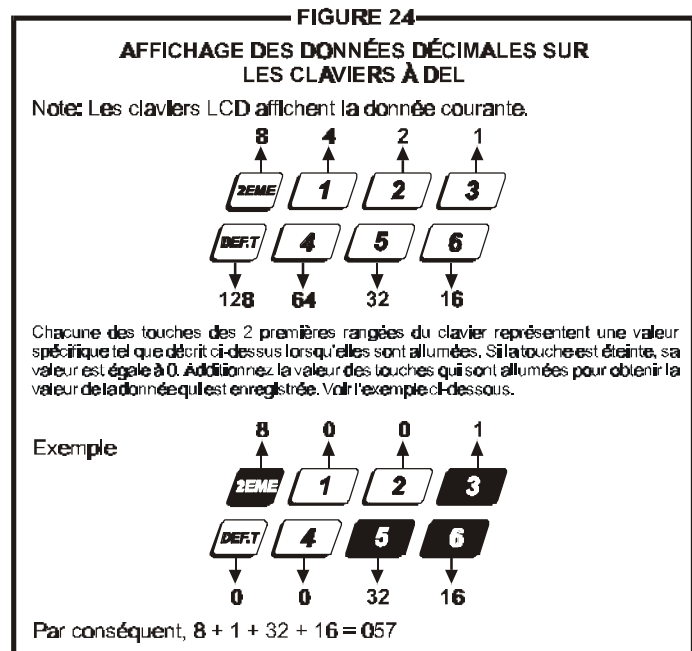 FIGURE 24
AFFICHAGE DES DONNÉES DÉCIMALES SUR
LES CLAVIERS À DEL
Note: Les claviers LCD affichent la donnée courante.
8 4 2 1
2EME 1 2 3
DEF.T 4 5 6
128 64 32 16
Chacune des touches des 2 premières rangées du clavier représentent une valeur
spécifique tel que décrit ci-dessus lorsqu'elles sont allumées. Si la touche est éteinte, sa
valeur est égale à 0. Additionnez la valeur des touches qui sont allumées pour obtenir la
valeur de la donnée qui est enregistrée. Voir l'exemple ci-dessous.
Exemple
8 0 0 1
2EME 1 2 3
DEF.T 4 5 6
0 0 32 16
Par conséquent, 8 + 1 + 32 + 16 = 057